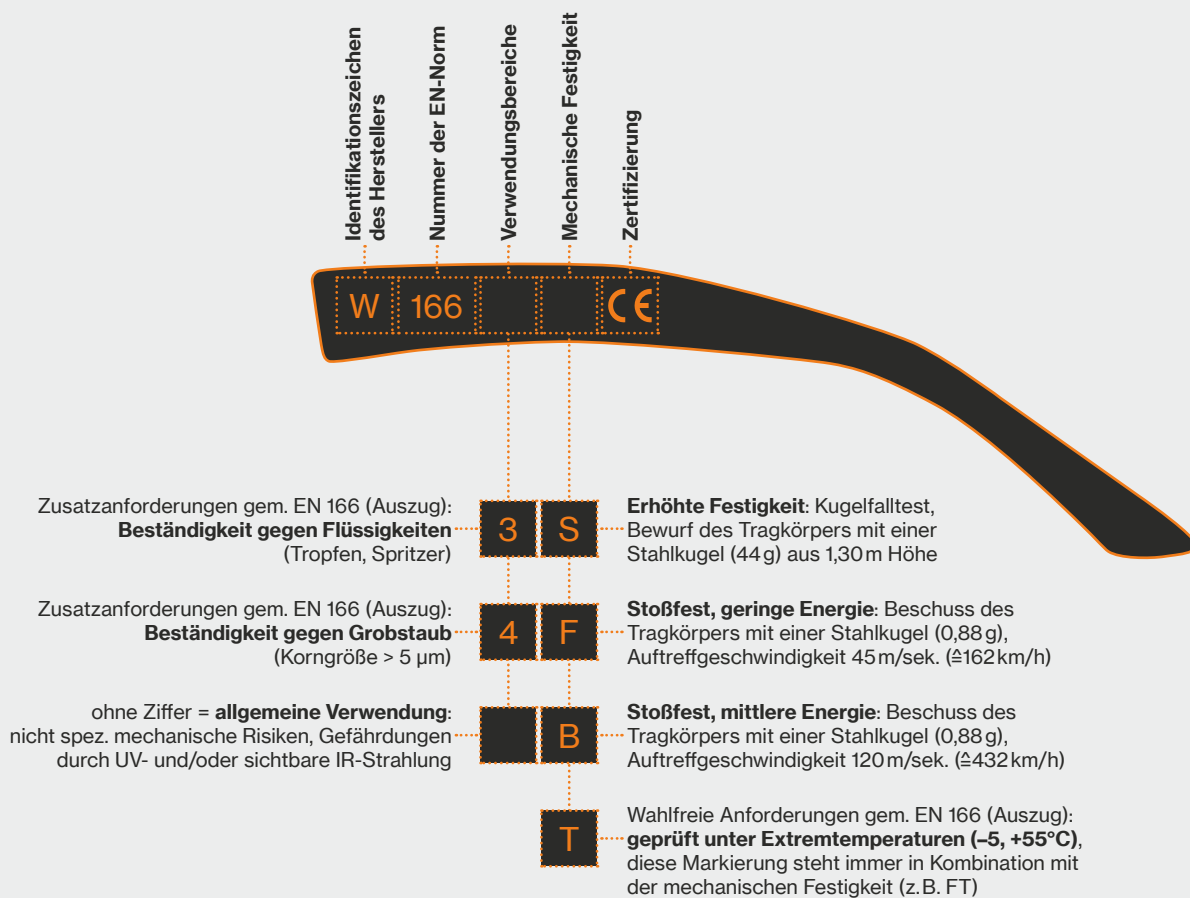 Identifikationszeichen
des Herstellers
Nummer der EN-Norm
Verwendungsbereiche
Mechanische Festigkeit
Zertifizierung
W
166
CE
Zusatzanforderungen gem. EN 166 (Auszug):
Beständigkeit gegen Flüssigkeiten
(Tropfen, Spritzer)
3
S
Erhöhte Festigkeit: Kugelfalltest,
Bewurf des Tragkörpers mit einer
Stahlkugel (44 g) aus 1,30 m Höhe
Zusatzanforderungen gem. EN 166 (Auszug):
Beständigkeit gegen Grobstaub
(Korngröße > 5 µm)
4
F
Stoßfest, geringe Energie: Beschuss des
Tragkörpers mit einer Stahlkugel (0,88 g),
Auftreffgeschwindigkeit 45 m/sek. (≙162 km/h)
ohne Ziffer = allgemeine Verwendung:
nicht spez. mechanische Risiken, Gefährdungen
durch UV- und/oder sichtbare IR-Strahlung
B
Stoßfest, mittlere Energie: Beschuss des
Tragkörpers mit einer Stahlkugel (0,88 g),
Auftreffgeschwindigkeit 120 m/sek. (≙432 km/h)
T
Wahlfreie Anforderungen gem. EN 166 (Auszug):
geprüft unter Extremtemperaturen (–5, +55°C),
diese Markierung steht immer in Kombination mit
der mechanischen Festigkeit (z. B. FT)